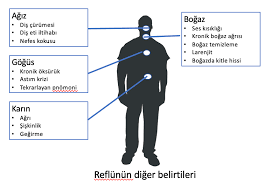 Ağız
• Diş çürümesi
• Diş eti iltihabı
• Nefes kokusu
Göğüs
• Kronik öksürük
• Astım krizi
• Tekrarlayan pnömoni
Karın
• Ağrı
• Şişkinlik
• Geğirme
Boğaz
• Ses kısıklığı
• Kronik boğaz ağrısı
• Boğaz temizleme
• Larenjit
• Boğazda kitle hissi
Reflünün diğer belirtileri